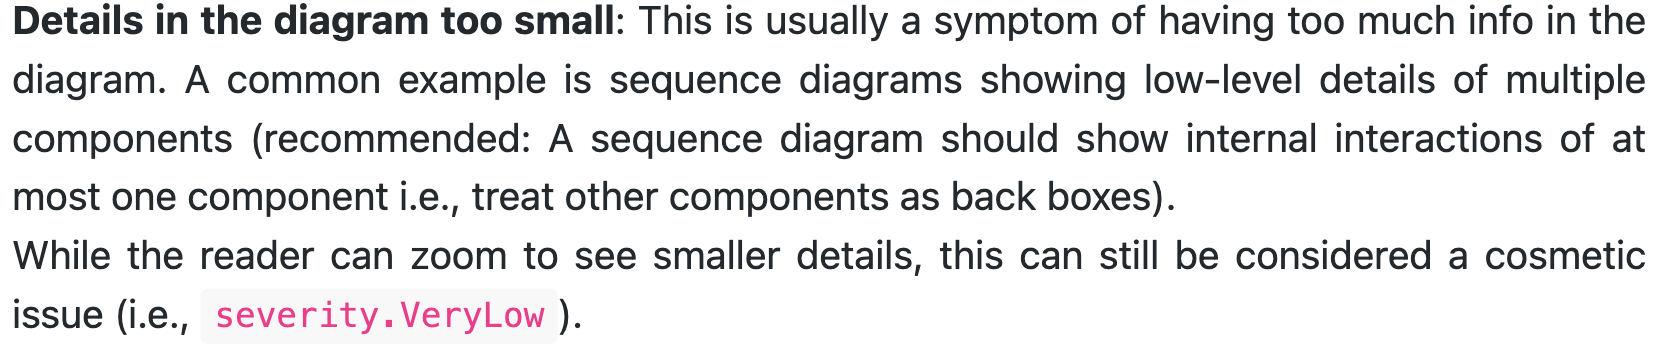 Details in the diagram too small: This is usually a symptom of having too much info in the
diagram. A common example is sequence diagrams showing low-level details of multiple
components (recommended: A sequence diagram should show internal interactions of at
most one component i.e., treat other components as back boxes).
While the reader can zoom to see smaller details, this can still be considered a cosmetic
issue (i.e., severity.VeryLow ).